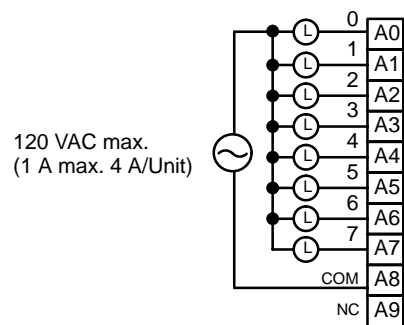 0 L A0
1 L A1
2 L A2
3 L A3
4 L A4
5 L A5
6 L A6
7 L A7
120 VAC max.
(1 A max. 4 A/Unit)
COM A8
NC A9